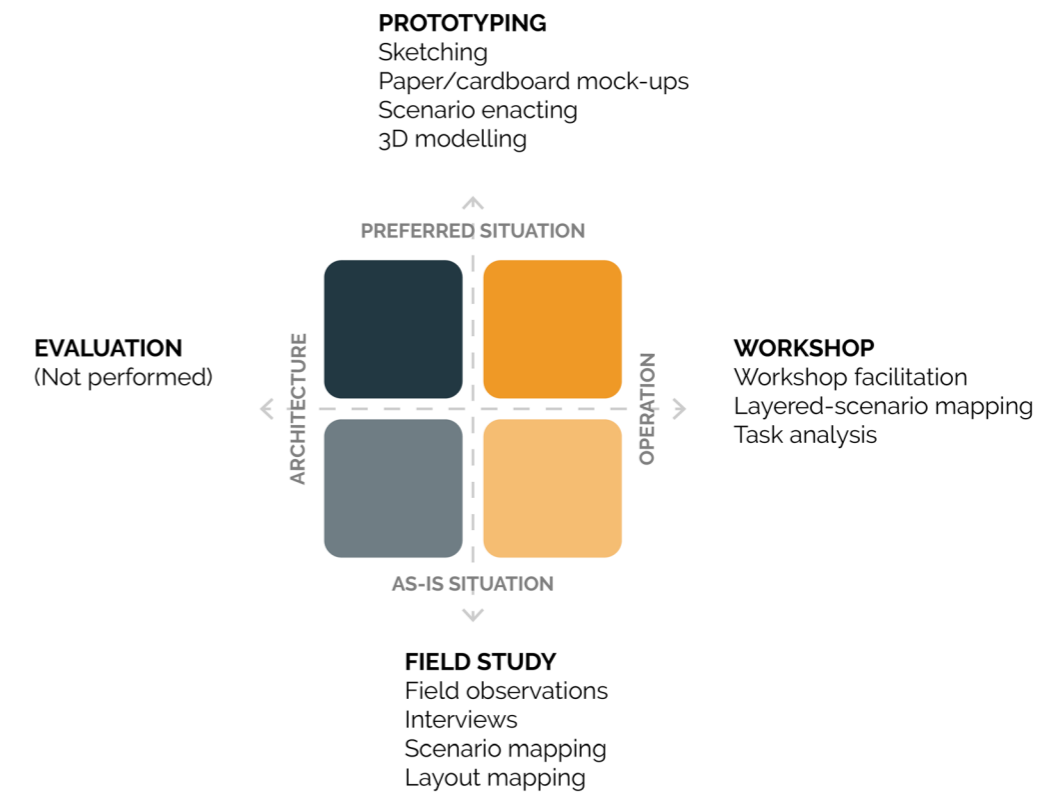 PROTOTYPING
Sketching
Paper/cardboard mock-ups
Scenario enacting
3D modelling
PREFERRED SITUATION
EVALUATION
(Not performed)
ARCHITECTURE
OPERATION
WORKSHOP
Workshop facilitation
Layered-scenario mapping
Task analysis
AS-IS SITUATION
FIELD STUDY
Field observations
Interviews
Scenario mapping
Layout mapping